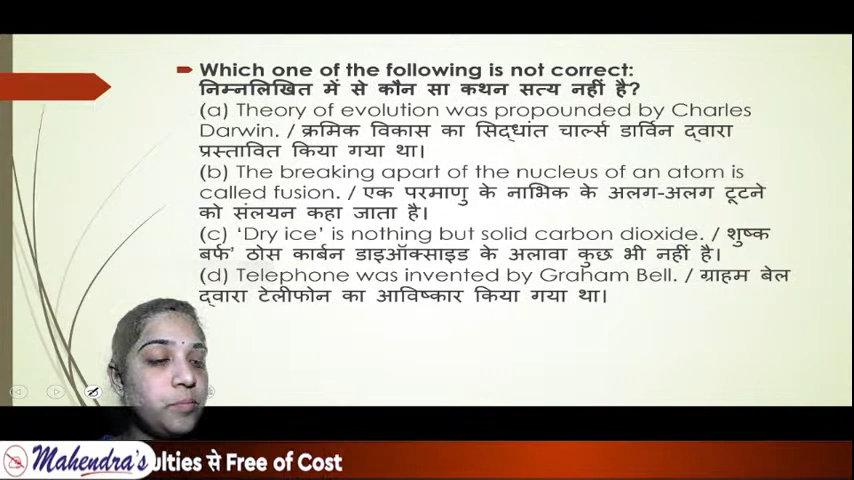 Which one of the following is not correct:
निम्नलिखित में से कौन सा कथन सत्य नहीं है?
(a) Theory of evolution was propounded by Charles
Darwin. / क्रमिक विकास का सिद्धांत चार्ल्स डार्विन द्वारा
प्रस्तावित किया गया था।
(b) The breaking apart of the nucleus of an atom is
called fusion. / एक परमाणु के नाभिक के अलग-अलग टूटने
को संलयन कहा जाता है।
(c) ‘Dry ice’ is nothing but solid carbon dioxide. / शुष्क
बर्फ’ ठोस कार्बन डाइऑक्साइड के अलावा कुछ भी नहीं है।
(d) Telephone was invented by Graham Bell. / ग्राहम बेल
द्वारा टेलीफोन का आविष्कार किया गया था।
Mahendra's ulties से Free of Cost